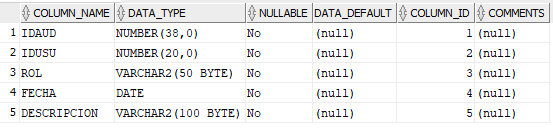 COLUMN_NAME DATA_TYPE NULLABLE DATA_DEFAULT COLUMN_ID COMMENTS
1 IDAUD NUMBER(38,0) No (null) 1 (null)
2 IDUSU NUMBER(20,0) No (null) 2 (null)
3 ROL VARCHAR2(50 BYTE) No (null) 3 (null)
4 FECHA DATE No (null) 4 (null)
5 DESCRIPCION VARCHAR2(100 BYTE) No (null) 5 (null)